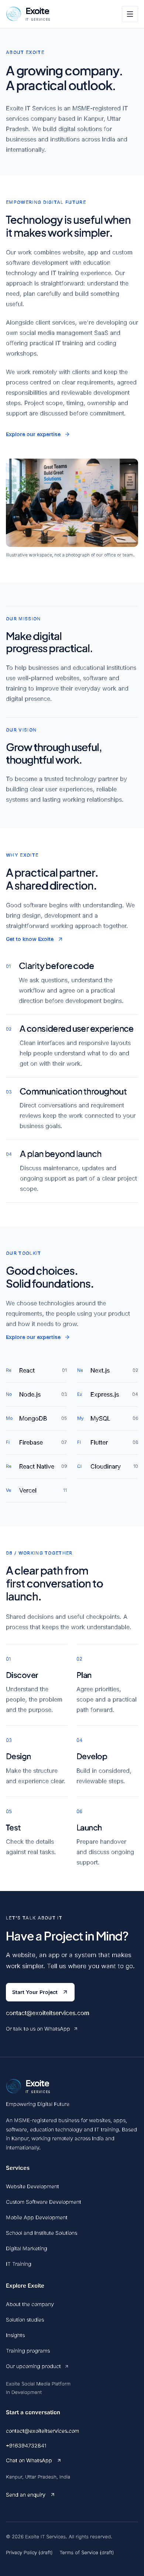 Exoite
IT SERVICES
ABOUT EXOITE
A growing company.
A practical outlook.
Exoite IT Services is an MSME-registered IT
services company based in Kanpur, Uttar
Pradesh. We build digital solutions for
businesses and institutions across India and
internationally.
EMPOWERING DIGITAL FUTURE
Technology is useful when
it makes work simpler.
Our work combines website, app and custom
software development with education
technology and IT training experience. Our
approach is straightforward: understand the
need, plan carefully and build something
useful.
Alongside client services, we're developing our
own social media management SaaS and
offering practical IT training and coding
workshops.
We work remotely with clients and keep the
process centred on clear requirements, agreed
responsibilities and reviewable development
steps. Project scope, timing, ownership and
support are discussed before commitment.
Explore our expertise →
Great Teams
Build Great
Solutions
Illustrative workspace, not a photograph of our office or team.
OUR MISSION
Make digital
progress practical.
To help businesses and educational institutions
use well-planned websites, software and
training to improve their everyday work and
digital presence.
OUR VISION
Grow through useful,
thoughtful work.
To become a trusted technology partner by
building clear user experiences, reliable
systems and lasting working relationships.
WHY EXOITE
A practical partner.
A shared direction.
Good software begins with understanding. We
bring design, development and a
straightforward working approach together.
Get to know Exoite ↗
01 Clarity before code
We ask questions, understand the
workflow and agree on a practical
direction before development begins.
02 A considered user experience
Clear interfaces and responsive layouts
help people understand what to do and
get on with their work.
03 Communication throughout
Direct conversations and requirement
reviews keep the work connected to your
business goals.
04 A plan beyond launch
Discuss maintenance, updates and
ongoing support as part of a clear project
scope.
OUR TOOLKIT
Good choices.
Solid foundations.
We choose technologies around the
requirements, the people using your product
and how it needs to grow.
Explore our expertise →
Re React 01
Ne Next.js 02
No Node.js 03
Ex Express.js 04
Mo MongoDB 05
My MySQL 06
Fi Firebase 07
Fl Flutter 08
Re React Native 09
Cl Cloudinary 10
Ve Vercel 11
09 / WORKING TOGETHER
A clear path from
first conversation to
launch.
Shared decisions and useful checkpoints. A
process that keeps the work understandable.
01
Discover
Understand the
people, the problem
and the purpose.
02
Plan
Agree priorities,
scope and a practical
path forward.
03
Design
Make the structure
and experience clear.
04
Develop
Build in considered,
reviewable steps.
05
Test
Check the details
against real tasks.
06
Launch
Prepare handover
and discuss ongoing
support.
LET'S TALK ABOUT IT
Have a Project in Mind?
A website, an app or a system that makes
work simpler. Tell us where you want to go.
Start Your Project ↗
contact@exoiteitservices.com
Or talk to us on WhatsApp ↗
Exoite
IT SERVICES
Empowering Digital Future
An MSME-registered business for websites, apps,
software, education technology and IT training. Based
in Kanpur, working remotely across India and
internationally.
Services
Website Development
Custom Software Development
Mobile App Development
School and Institute Solutions
Digital Marketing
IT Training
Explore Exoite
About the company
Solution studies
Insights
Training programs
Our upcoming product ↗
Exoite Social Media Platform
In Development
Start a conversation
contact@exoiteitservices.com
+916394732641
Chat on WhatsApp ↗
Kanpur, Uttar Pradesh, India
Send an enquiry ↗
© 2026 Exoite IT Services. All rights reserved.
Privacy Policy (draft) Terms of Service (draft)